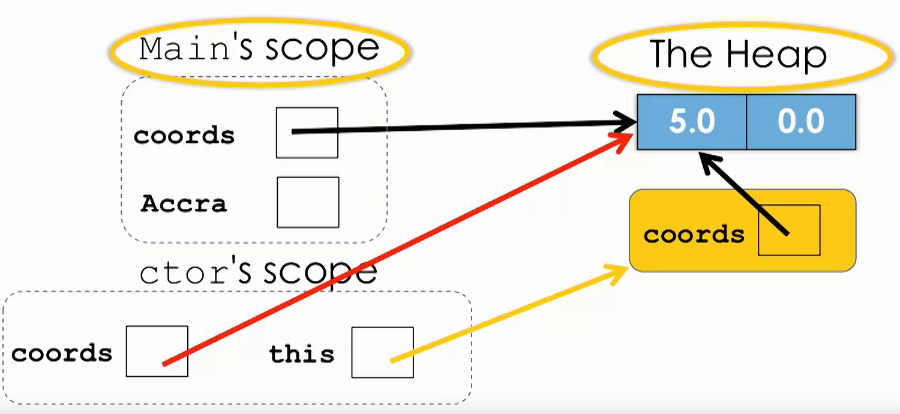 Main's scope
The Heap
coords
5.0 0.0
Accra
coords
ctor's scope
coords
this